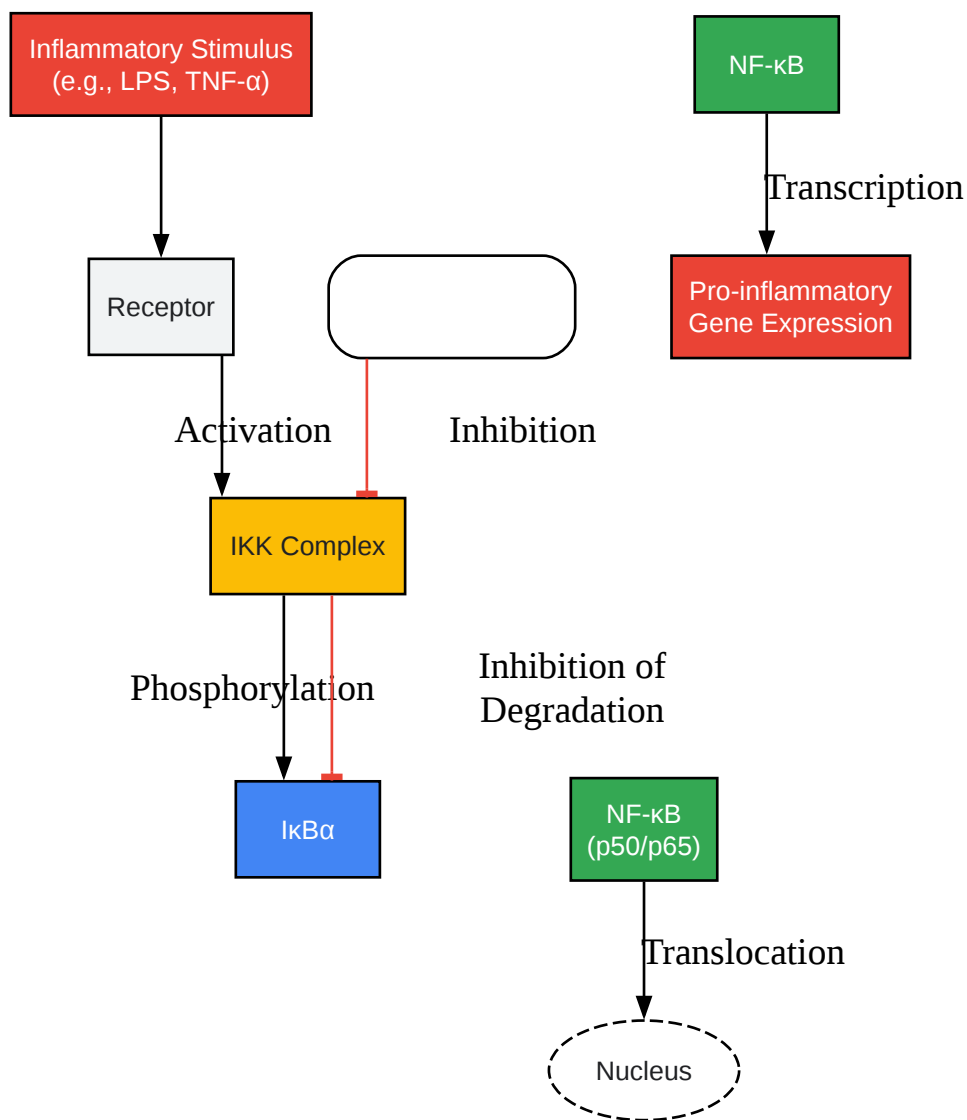 Inflammatory Stimulus
(e.g., LPS, TNF-α)
NF-κB
Transcription
Receptor
Pro-inflammatory
Gene Expression
Activation
Inhibition
IKK Complex
Phosphorylation
Inhibition of
Degradation
IκBα
NF-κB
(p50/p65)
Translocation
Nucleus